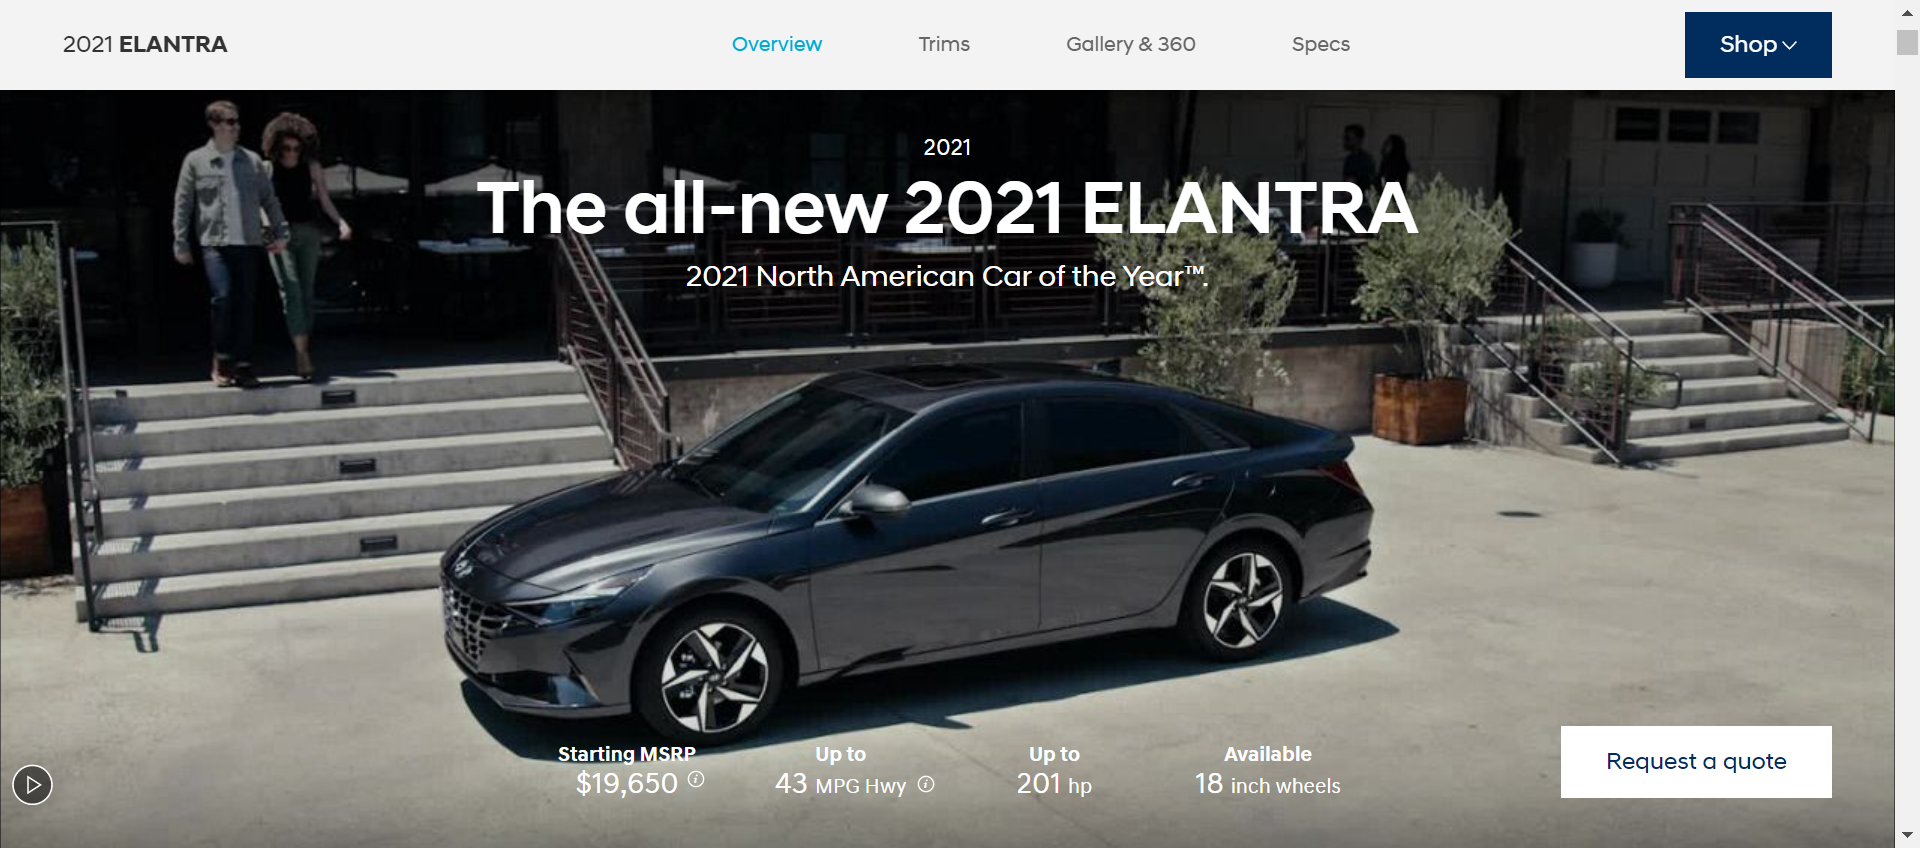 2021 ELANTRA
Overview
Trims
Gallery & 360
Specs
Shop
2021
The all-new 2021 ELANTRA
2021 North American Car of the Year™.
Starting MSRP
$19,650
Up to
43 MPG Hwy
Up to
201 hp
Available
18 inch wheels
Request a quote